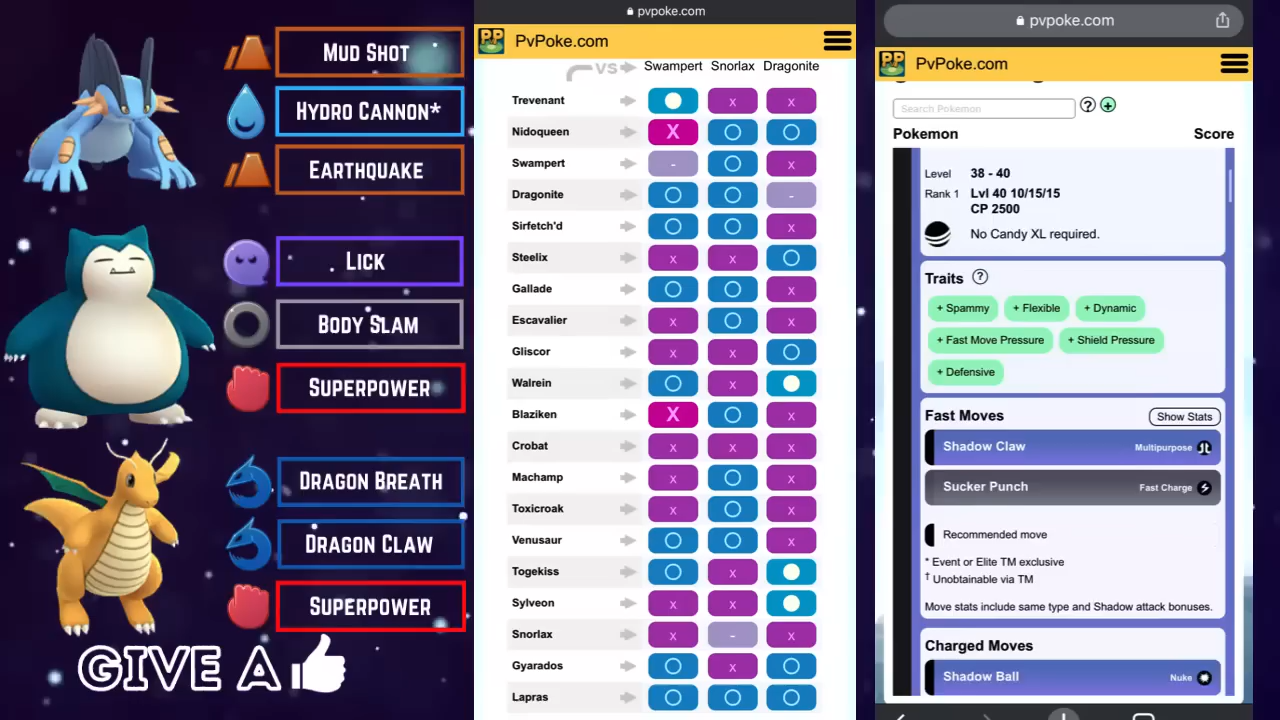 MUD SHOT
HYDRO CANNON*
EARTHQUAKE
LICK
BODY SLAM
SUPERPOWER
DRAGON BREATH
DRAGON CLAW
SUPERPOWER
GIVE A
pvpoke.com
PP PvPoke.com
VS Swampert Snorlax Dragonite
Trevenant x x
Nidoqueen X
Swampert - x
Dragonite -
Sirfetch'd x
Steelix x x
Gallade x
Escavalier x x
Gliscor x x
Walrein x
Blaziken X x
Crobat x x x
Machamp x x
Toxicroak x x
Venusaur x
Togekiss x
Sylveon x x
Snorlax x - x
Gyarados x
Lapras
pvpoke.com
PP PvPoke.com
Search Pokemon ? +
Pokemon Score
Level 38 - 40
Rank 1 Lvl 40 10/15/15
CP 2500
No Candy XL required.
Traits ?
+ Spammy + Flexible + Dynamic
+ Fast Move Pressure + Shield Pressure
+ Defensive
Fast Moves Show Stats
Shadow Claw Multipurpose
Sucker Punch Fast Charge
Recommended move
* Event or Elite TM exclusive
† Unobtainable via TM
Move stats include same type and Shadow attack bonuses.
Charged Moves
Shadow Ball Nuke